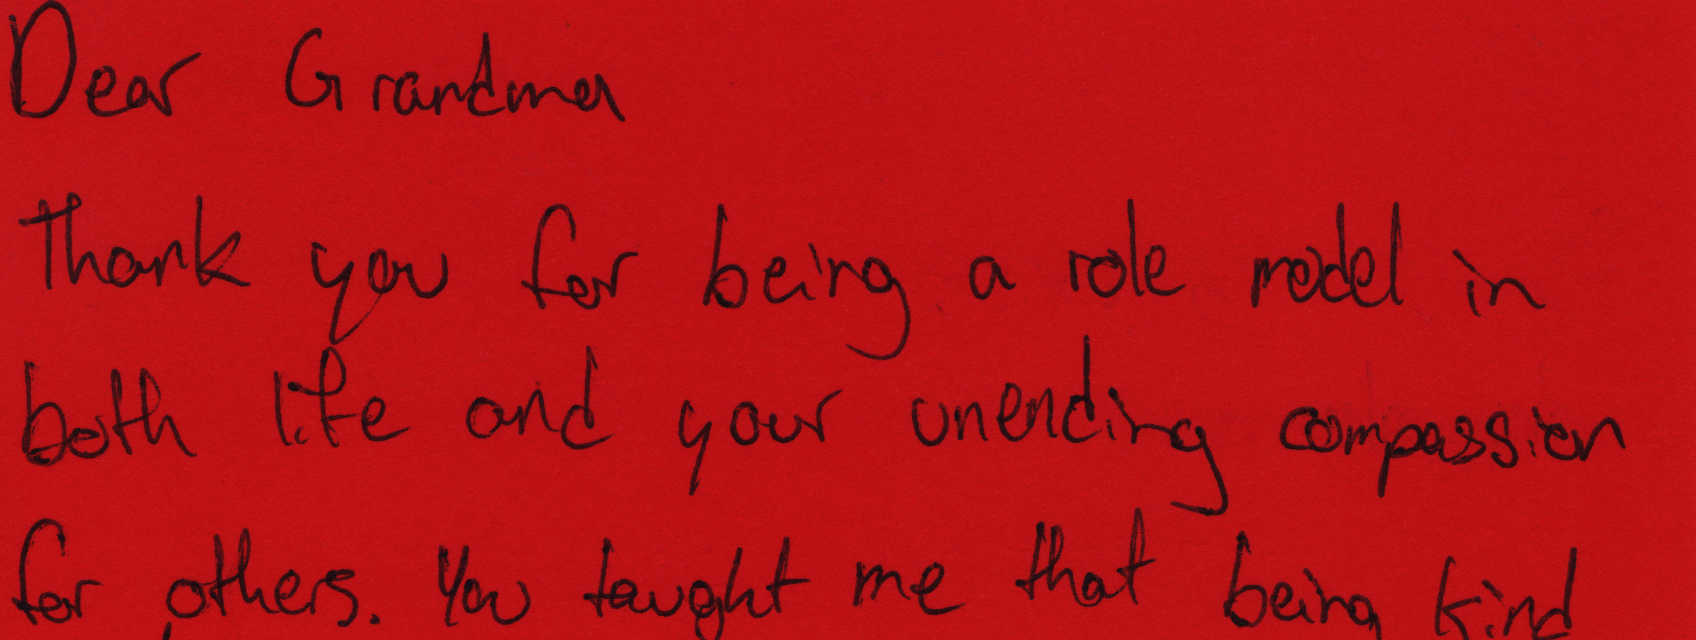 Dear Grandma
Thank you for being a role model in
both life and your unending compassion
for others. You taught me that being kind